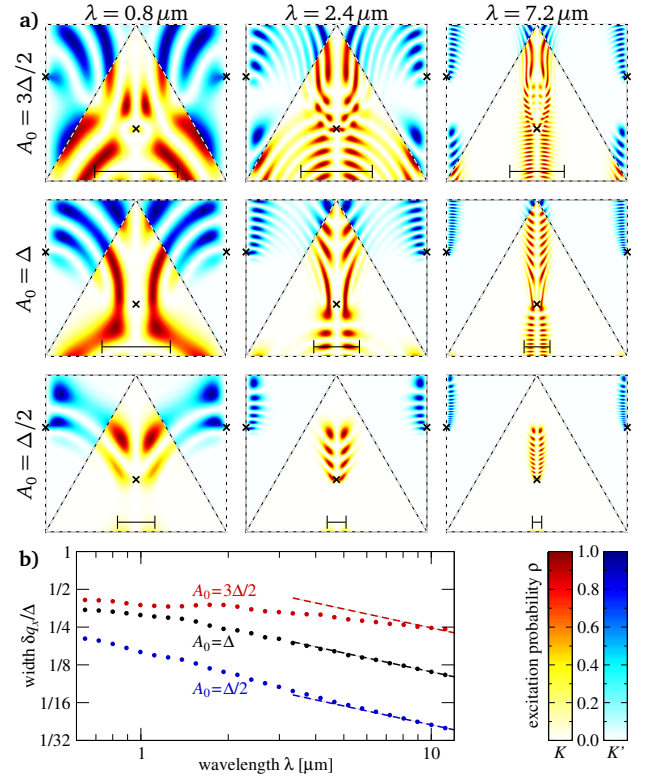 a) λ = 0.8 μm λ = 2.4 μm λ = 7.2 μm
A₀ = 3Δ/2
A₀ = Δ
A₀ = Δ/2
b)
1
1/2
1/4
1/8
1/16
1/32
width δqₓ/Δ
A₀=3Δ/2
A₀=Δ
A₀=Δ/2
1 10
wavelength λ [μm]
excitation probability ρ
1.0
0.8
0.6
0.4
0.2
0.0
K K'